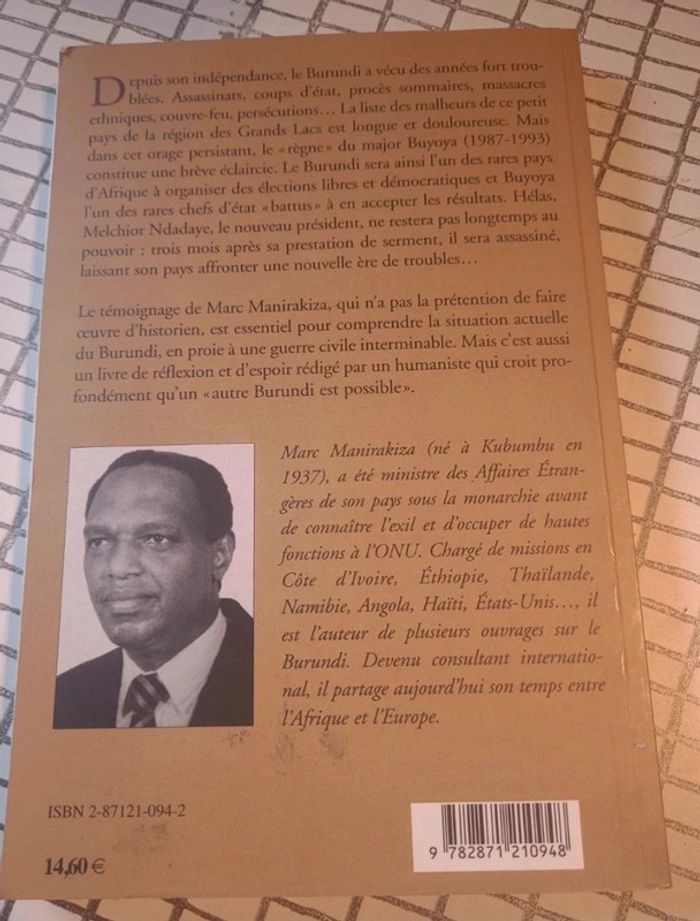 Depuis son indépendance, le Burundi a vécu des années fort trou-
blées. Assassinats, coups d'état, procès sommaires, massacres
ethniques, couvre-feu, persécutions... La liste des malheurs de ce petit
pays de la région des Grands Lacs est longue et douloureuse. Mais
dans cet orage persistant, le «règne» du major Buyoya (1987-1993)
constitue une brève éclaircie. Le Burundi sera ainsi l'un des rares pays
d'Afrique à organiser des élections libres et démocratiques et Buyoya
l'un des rares chefs d'état «battus» à en accepter les résultats. Hélas,
Melchior Ndadaye, le nouveau président, ne restera pas longtemps au
pouvoir : trois mois après sa prestation de serment, il sera assassiné,
laissant son pays affronter une nouvelle ère de troubles...
Le témoignage de Marc Manirakiza, qui n'a pas la prétention de faire
œuvre d'historien, est essentiel pour comprendre la situation actuelle
du Burundi, en proie à une guerre civile interminable. Mais c'est aussi
un livre de réflexion et d'espoir rédigé par un humaniste qui croit pro-
fondément qu'un «autre Burundi est possible».
Marc Manirakiza (né à Kubumbu en
1937), a été ministre des Affaires Étran-
gères de son pays sous la monarchie avant
de connaître l'exil et d'occuper de hautes
fonctions à l'ONU. Chargé de missions en
Côte d'Ivoire, Éthiopie, Thaïlande,
Namibie, Angola, Haïti, États-Unis..., il
est l'auteur de plusieurs ouvrages sur le
Burundi. Devenu consultant internatio-
nal, il partage aujourd'hui son temps entre
l'Afrique et l'Europe.
ISBN 2-87121-094-2
14,60 €
9 782871 210948